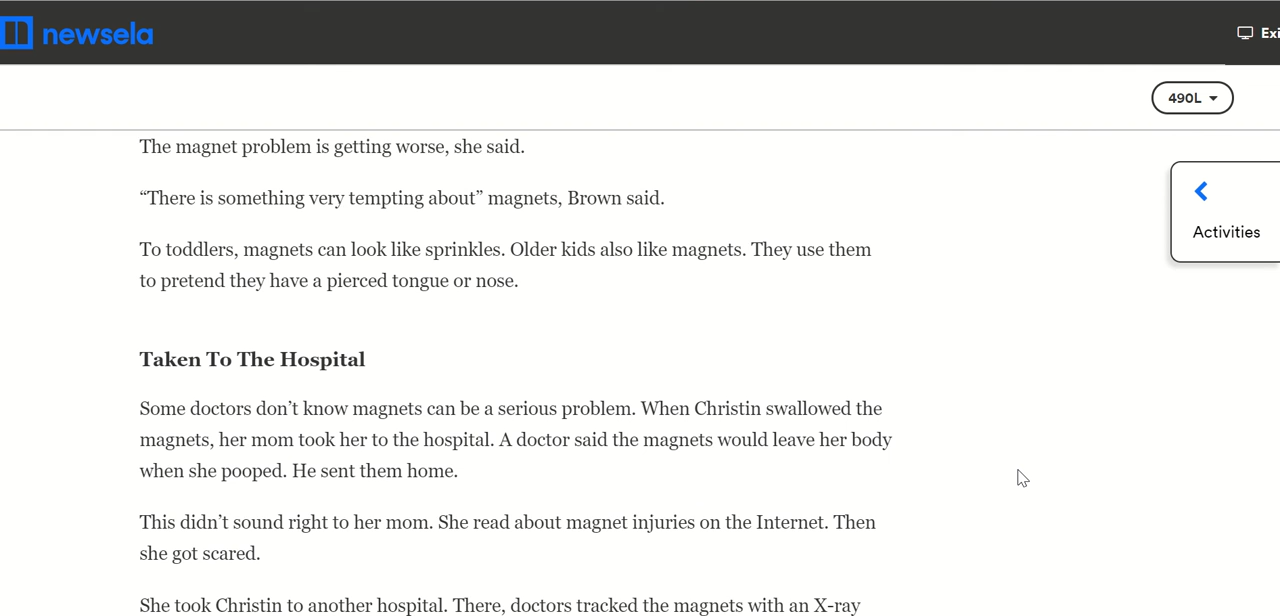 newsela
Exi
490L
The magnet problem is getting worse, she said.
“There is something very tempting about” magnets, Brown said.
Activities
To toddlers, magnets can look like sprinkles. Older kids also like magnets. They use them
to pretend they have a pierced tongue or nose.
Taken To The Hospital
Some doctors don’t know magnets can be a serious problem. When Christin swallowed the
magnets, her mom took her to the hospital. A doctor said the magnets would leave her body
when she pooped. He sent them home.
This didn’t sound right to her mom. She read about magnet injuries on the Internet. Then
she got scared.
She took Christin to another hospital. There, doctors tracked the magnets with an X-ray